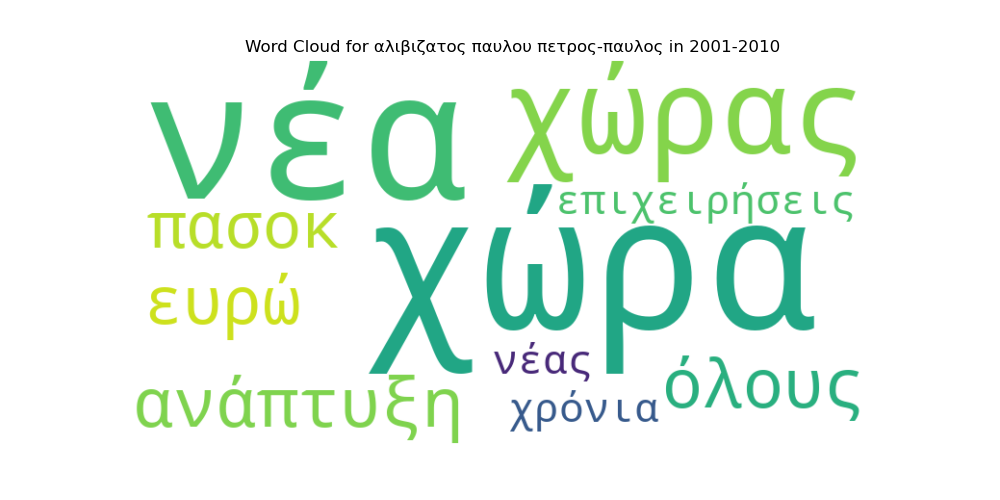 Word Cloud for αλιβιζατος παυλου πετρος-παυλος in 2001-2010
νέα
χώρας
επιχειρήσεις
πασοκ
χώρα
ευρώ
νέας
ανάπτυξη
χρόνια
όλους